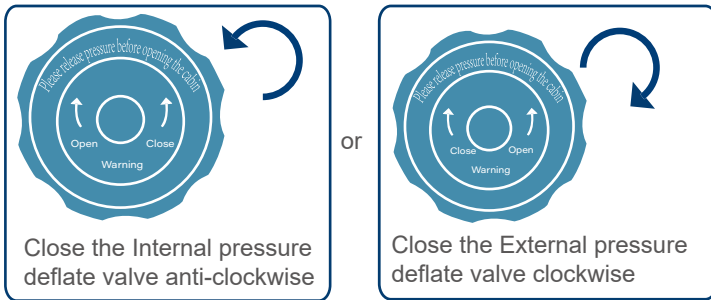 Please release pressure before opening the cabin
Open
Close
Warning
Close the Internal pressure
deflate valve anti-clockwise
or
Please release pressure before opening the cabin
Close
Open
Warning
Close the External pressure
deflate valve clockwise